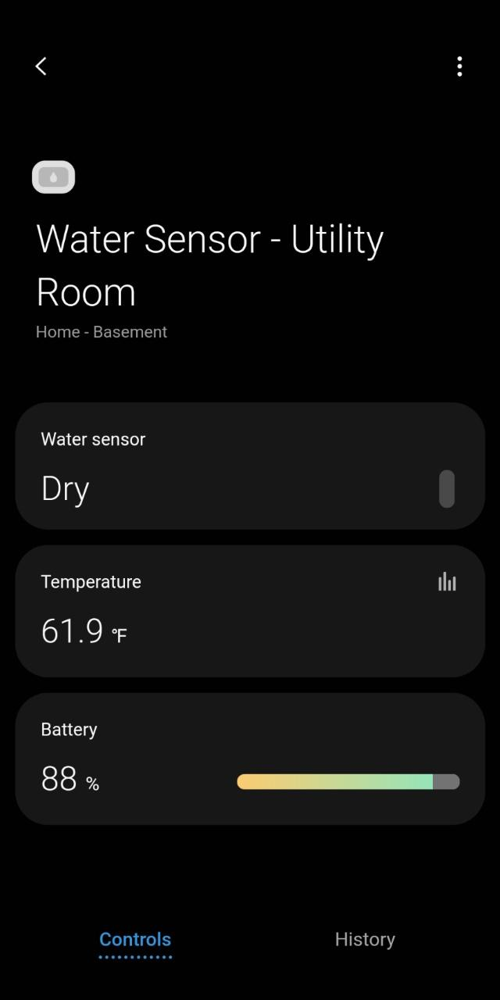 Water Sensor - Utility
Room
Home - Basement
Water sensor
Dry
Temperature
61.9 °F
Battery
88 %
Controls
History